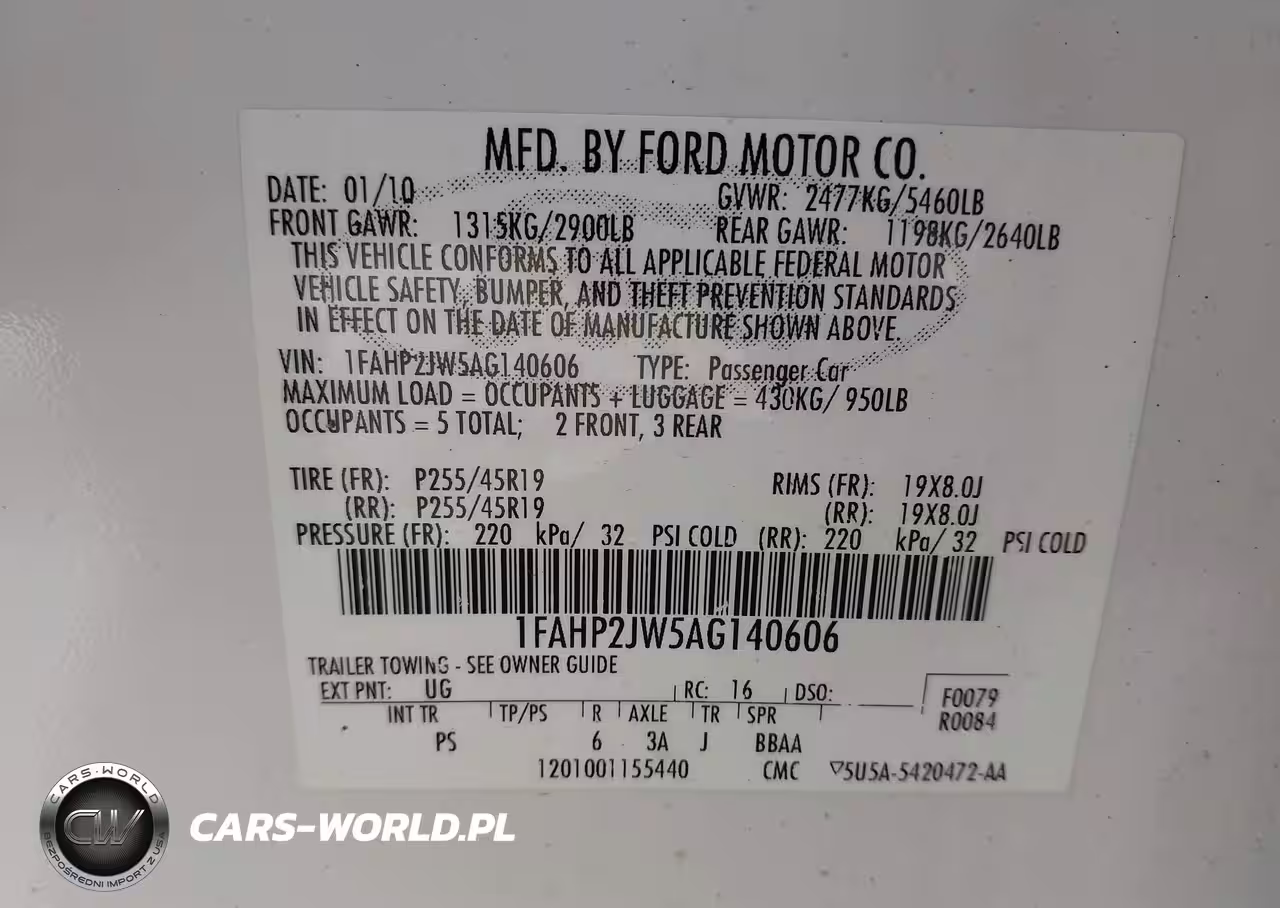 MFD. BY FORD MOTOR CO.
DATE: 01/10 GVWR: 2477KG/5460LB
FRONT GAWR: 1315KG/2900LB REAR GAWR: 1198KG/2640LB
THIS VEHICLE CONFORMS TO ALL APPLICABLE FEDERAL MOTOR
VEHICLE SAFETY, BUMPER, AND THEFT PREVENTION STANDARDS
IN EFFECT ON THE DATE OF MANUFACTURE SHOWN ABOVE.
VIN: 1FAHP2JW5AG140606 TYPE: Passenger Car
MAXIMUM LOAD = OCCUPANTS + LUGGAGE = 430KG/ 950LB
OCCUPANTS = 5 TOTAL; 2 FRONT, 3 REAR
TIRE (FR): P255/45R19 RIMS (FR): 19X8.0J
(RR): P255/45R19 (RR): 19X8.0J
PRESSURE (FR): 220 kPa/ 32 PSI COLD (RR): 220 kPa/ 32 PSI COLD
1FAHP2JW5AG140606
TRAILER TOWING - SEE OWNER GUIDE
EXT PNT: UG RC: 16 DSO: F0079
INT TR TP/PS R AXLE TR SPR R0084
PS 6 3A J BBAA
1201001155440 CMC ▽5U5A-5420472-AA
CARS-WORLD
CW
BEZPOŚREDNI IMPORT Z USA
CARS-WORLD.PL